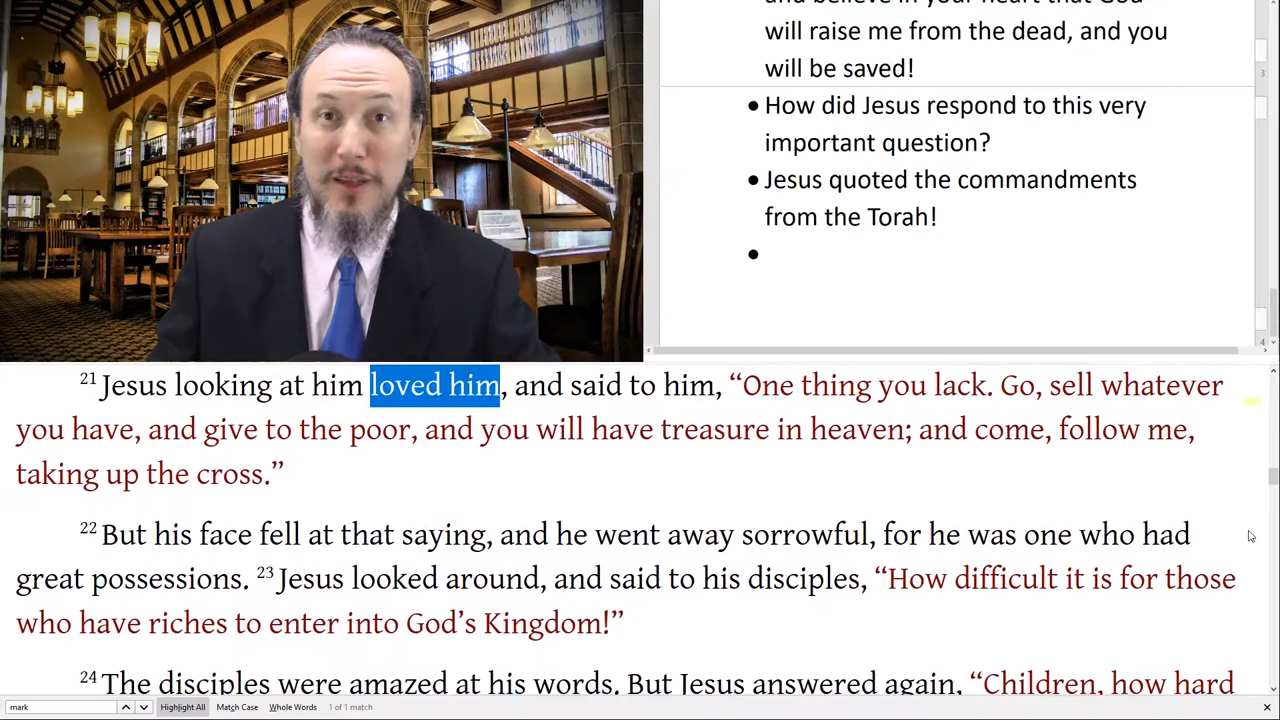 and believe in your heart that God
will raise me from the dead, and you
will be saved!
3
• How did Jesus respond to this very
important question?
• Jesus quoted the commandments
from the Torah!
•
4
21 Jesus looking at him loved him, and said to him, “One thing you lack. Go, sell whatever
you have, and give to the poor, and you will have treasure in heaven; and come, follow me,
taking up the cross.”
22 But his face fell at that saying, and he went away sorrowful, for he was one who had
great possessions. 23 Jesus looked around, and said to his disciples, “How difficult it is for those
who have riches to enter into God’s Kingdom!”
24 The disciples were amazed at his words. But Jesus answered again, “Children, how hard
mark
Highlight All
Match Case
Whole Words
1 of 1 match